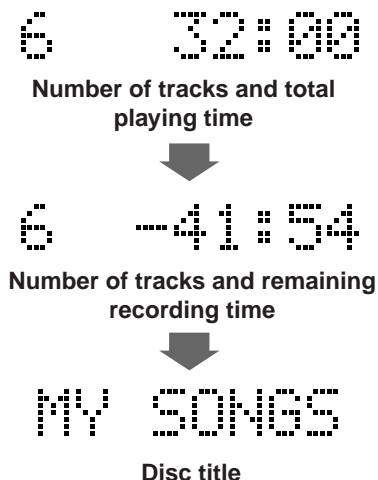 6 32:00
Number of tracks and total
playing time
6 -41:54
Number of tracks and remaining
recording time
MY SONGS
Disc title